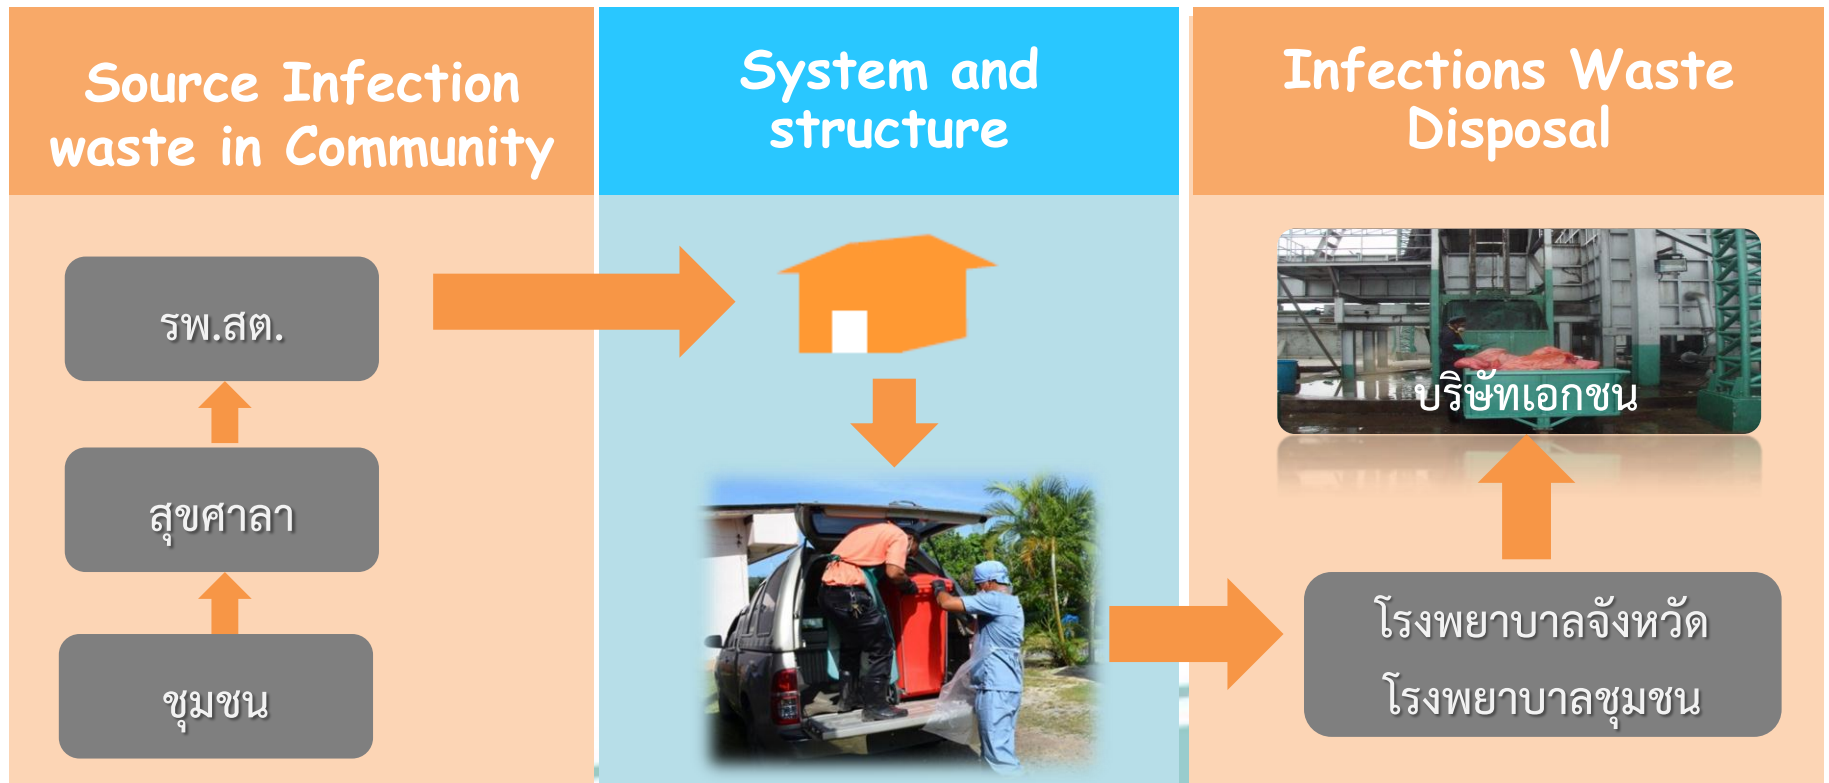 Source Infection
waste in Community
รพ.สต.
สุขศาลา
ชุมชน
System and
structure
Infections Waste
Disposal
บริษัทเอกชน
โรงพยาบาลจังหวัด
โรงพยาบาลชุมชน